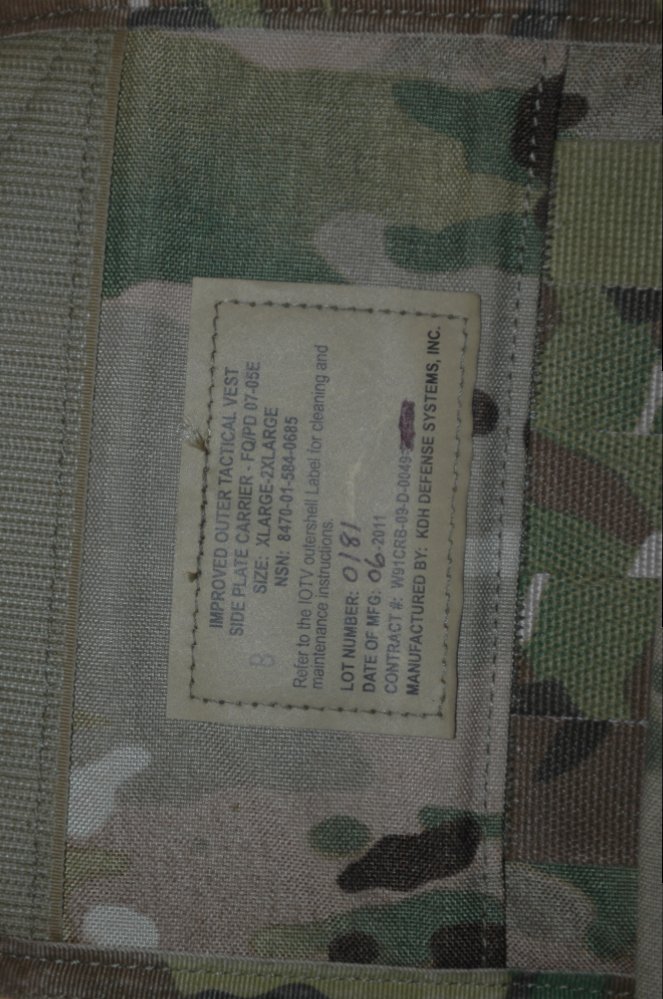 IMPROVED OUTER TACTICAL VEST
SIDE PLATE CARRIER - FQ/PD 07-05E
SIZE: XLARGE-2XLARGE
NSN: 8470-01-584-0685
B
Refer to the IOTV outershell Label for cleaning and
maintenance instructions.
LOT NUMBER: 0181
DATE OF MFG: 06-2011
CONTRACT #: W91CRB-09-D-0049-
MANUFACTURED BY: KDH DEFENSE SYSTEMS, INC.